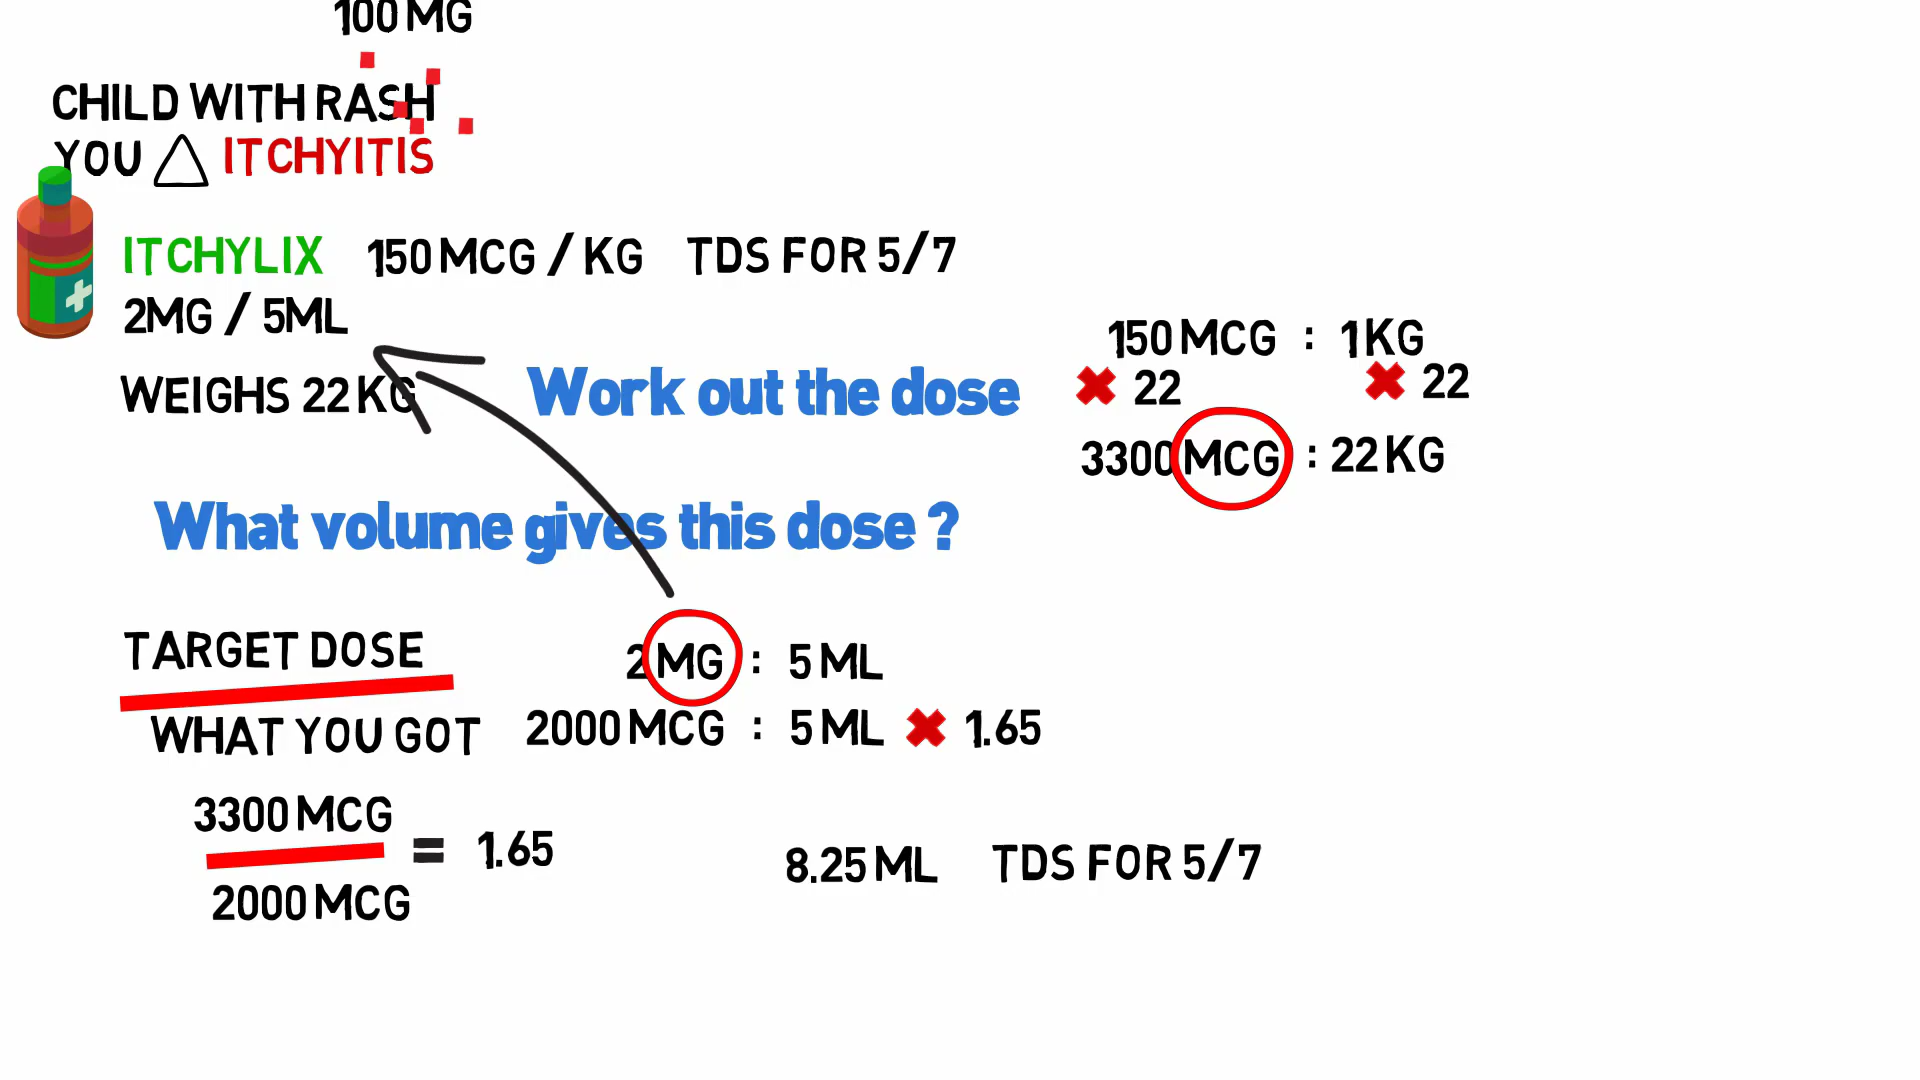 100 MG
CHILD WITH RASH
YOU △ ITCHYITIS
ITCHYLIX 150 MCG / KG TDS FOR 5/7
2MG / 5ML
WEIGHS 22 KG
Work out the dose
150 MCG : 1 KG
✖ 22 ✖ 22
3300 MCG : 22 KG
What volume gives this dose ?
TARGET DOSE
WHAT YOU GOT
2 MG : 5 ML
2000 MCG : 5 ML ✖ 1.65
3300 MCG
2000 MCG
= 1.65
8.25 ML TDS FOR 5/7